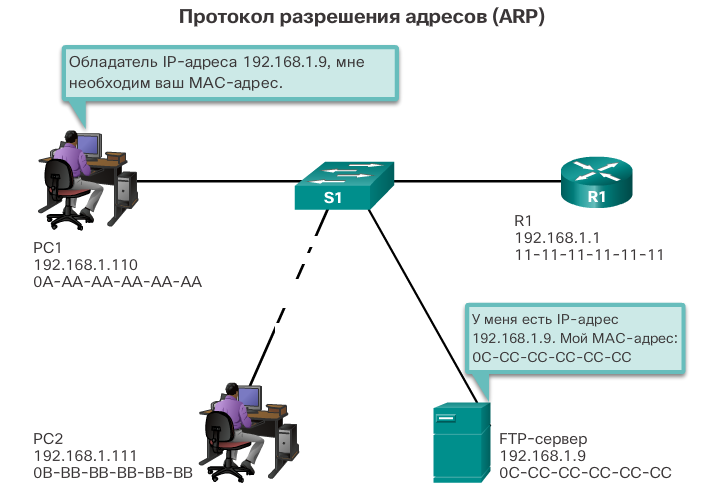 Протокол разрешения адресов (ARP)
Обладатель IP-адреса 192.168.1.9, мне
необходим ваш MAC-адрес.
S1
R1
PC1
192.168.1.110
0A-AA-AA-AA-AA-AA
R1
192.168.1.1
11-11-11-11-11-11
У меня есть IP-адрес
192.168.1.9. Мой MAC-адрес:
0C-CC-CC-CC-CC-CC
PC2
192.168.1.111
0B-BB-BB-BB-BB-BB
FTP-сервер
192.168.1.9
0C-CC-CC-CC-CC-CC